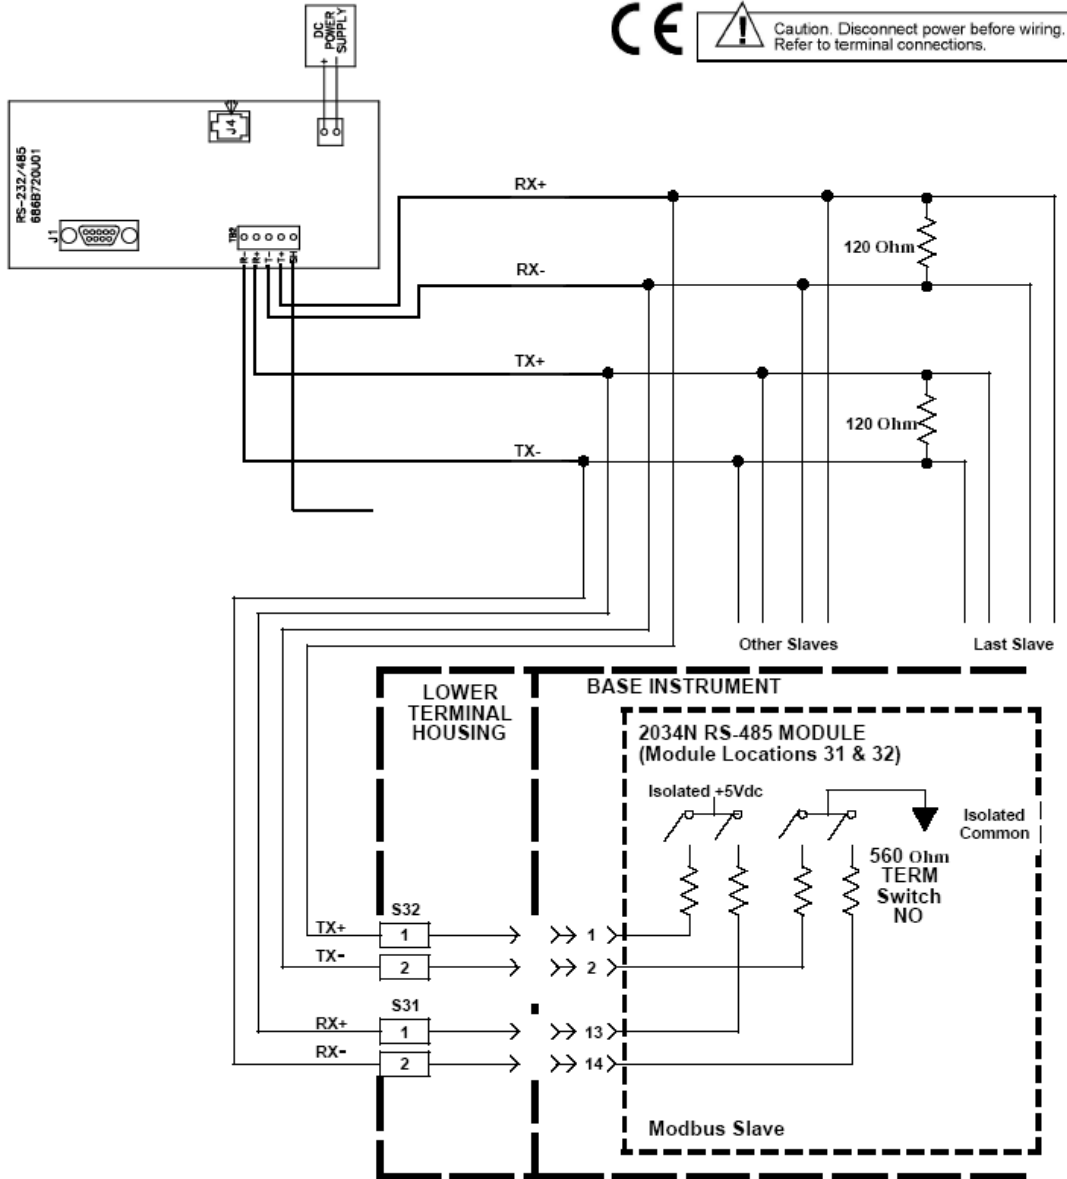 DC
POWER
SUPPLY
+
−
CE
!
Caution. Disconnect power before wiring.
Refer to terminal connections.
RS-232/485
686B720U01
J4
J1
TB2
R-
R+
T-
T+
SH
RX+
120 Ohm
RX-
TX+
120 Ohm
TX-
Other Slaves
Last Slave
LOWER
TERMINAL
HOUSING
BASE INSTRUMENT
2034N RS-485 MODULE
(Module Locations 31 & 32)
Isolated +5Vdc
Isolated
Common
560 Ohm
TERM
Switch
NO
S32
TX+
1
1
TX-
2
2
S31
RX+
1
13
RX-
2
14
Modbus Slave